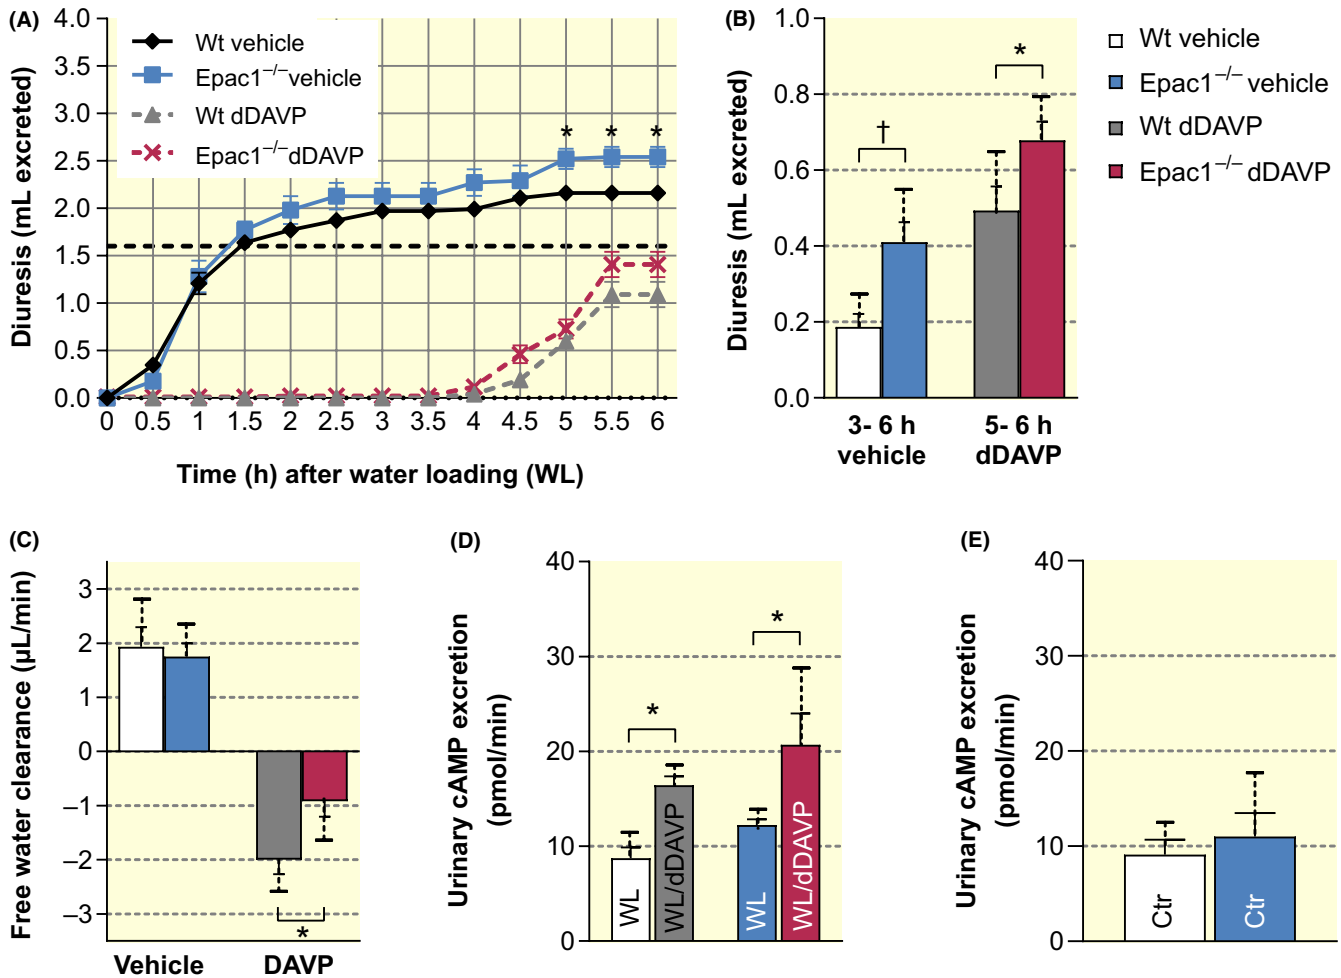 (A)
Diuresis (mL excreted)
4.0
3.5
3.0
2.5
2.0
1.5
1.0
0.5
0.0
Wt vehicle
Epac1⁻/⁻ vehicle
Wt dDAVP
Epac1⁻/⁻ dDAVP
* * *
0 0.5 1 1.5 2 2.5 3 3.5 4 4.5 5 5.5 6
Time (h) after water loading (WL)
(B)
Diuresis (mL excreted)
1.0
0.8
0.6
0.4
0.2
0.0
†
*
3- 6 h
vehicle
5- 6 h
dDAVP
Wt vehicle
Epac1⁻/⁻ vehicle
Wt dDAVP
Epac1⁻/⁻ dDAVP
(C)
Free water clearance (µL/min)
3
2
1
0
–1
–2
–3
*
Vehicle DAVP
(D)
Urinary cAMP excretion
(pmol/min)
40
30
20
10
0
*
*
WL
WL/dDAVP
WL
WL/dDAVP
(E)
Urinary cAMP excretion
(pmol/min)
40
30
20
10
0
Ctr
Ctr